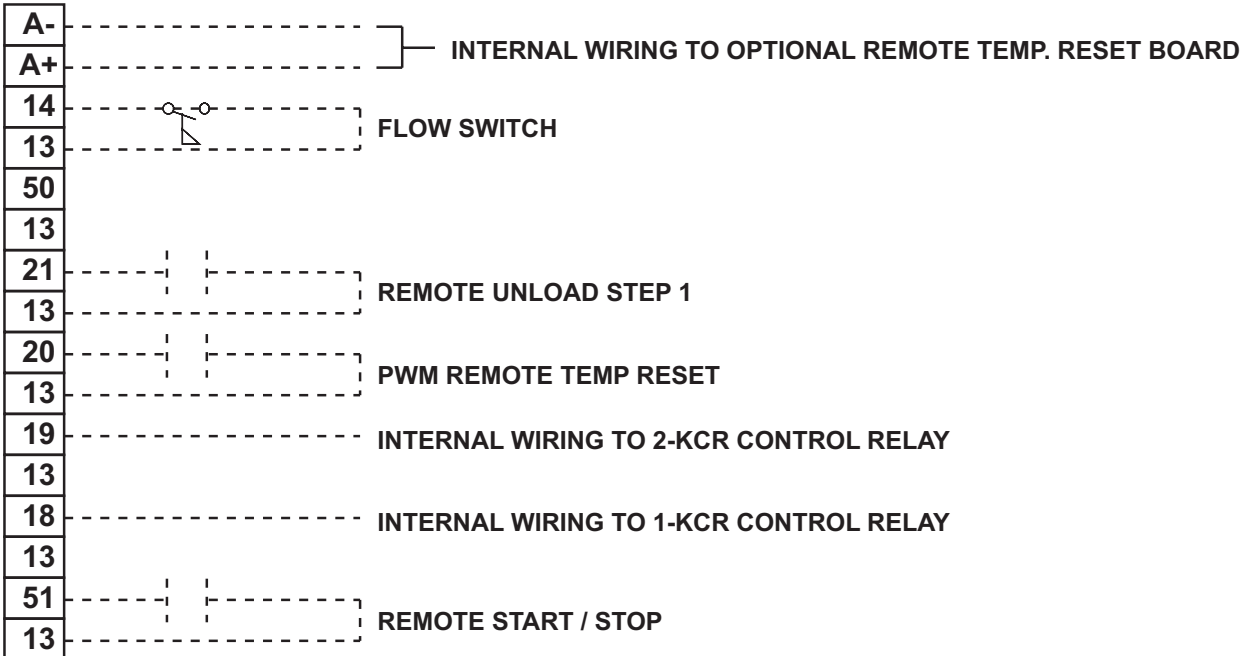 A-
A+
INTERNAL WIRING TO OPTIONAL REMOTE TEMP. RESET BOARD
14
13
FLOW SWITCH
50
13
21
13
REMOTE UNLOAD STEP 1
20
13
PWM REMOTE TEMP RESET
19
INTERNAL WIRING TO 2-KCR CONTROL RELAY
13
18
INTERNAL WIRING TO 1-KCR CONTROL RELAY
13
51
13
REMOTE START / STOP